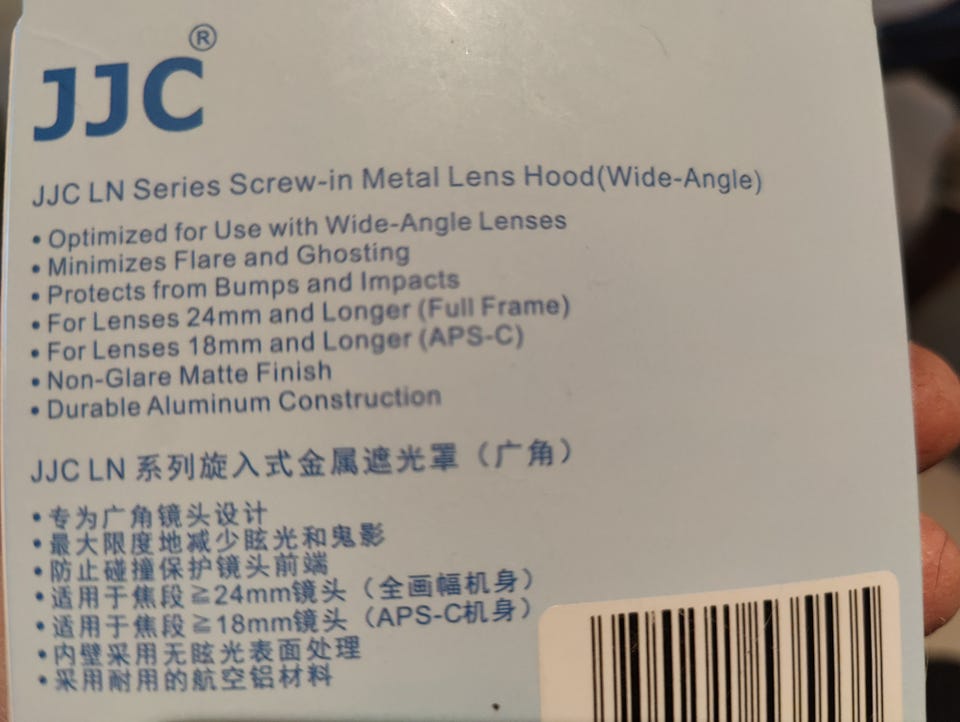 JJC®
JJC LN Series Screw-in Metal Lens Hood(Wide-Angle)
• Optimized for Use with Wide-Angle Lenses
• Minimizes Flare and Ghosting
• Protects from Bumps and Impacts
• For Lenses 24mm and Longer (Full Frame)
• For Lenses 18mm and Longer (APS-C)
• Non-Glare Matte Finish
• Durable Aluminum Construction
JJC LN 系列旋入式金属遮光罩（广角）
• 专为广角镜头设计
• 最大限度地减少眩光和鬼影
• 防止碰撞保护镜头前端
• 适用于焦段≧24mm镜头（全画幅机身）
• 适用于焦段≧18mm镜头（APS-C机身）
• 内壁采用无眩光表面处理
• 采用耐用的航空铝材料